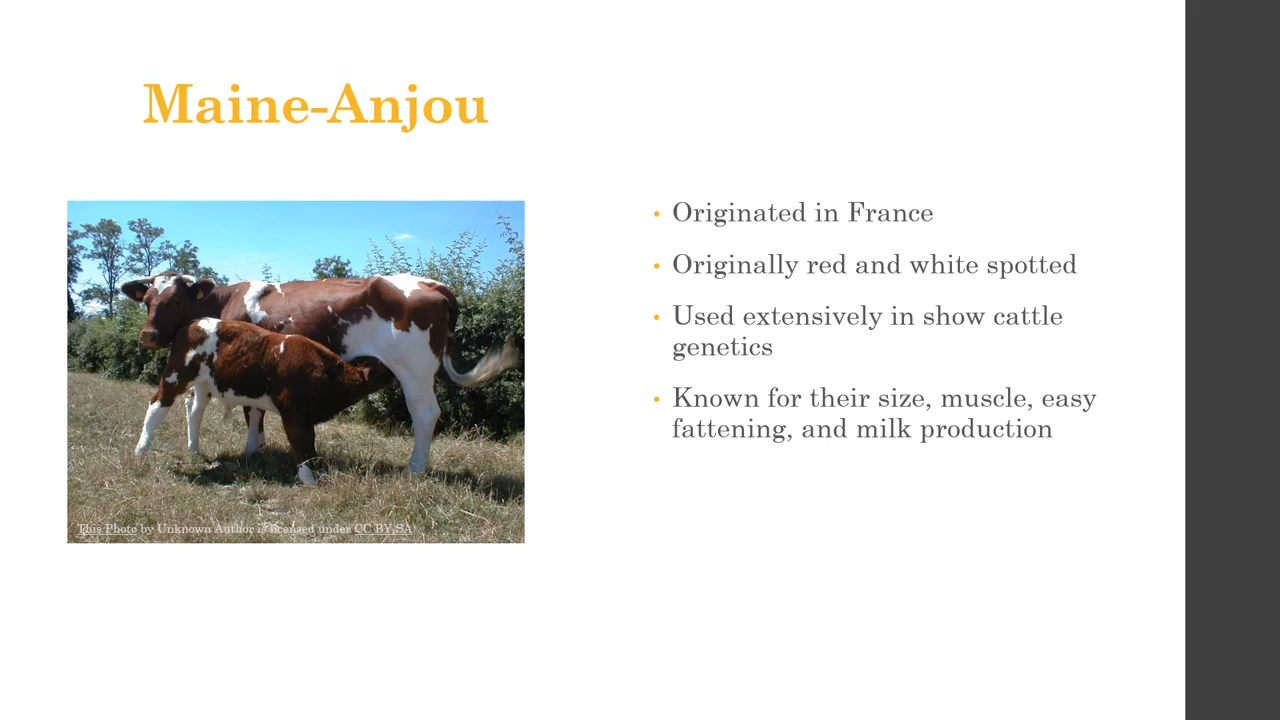 Maine-Anjou
• Originated in France
• Originally red and white spotted
• Used extensively in show cattle
genetics
• Known for their size, muscle, easy
fattening, and milk production
This Photo by Unknown Author is licensed under CC BY-SA